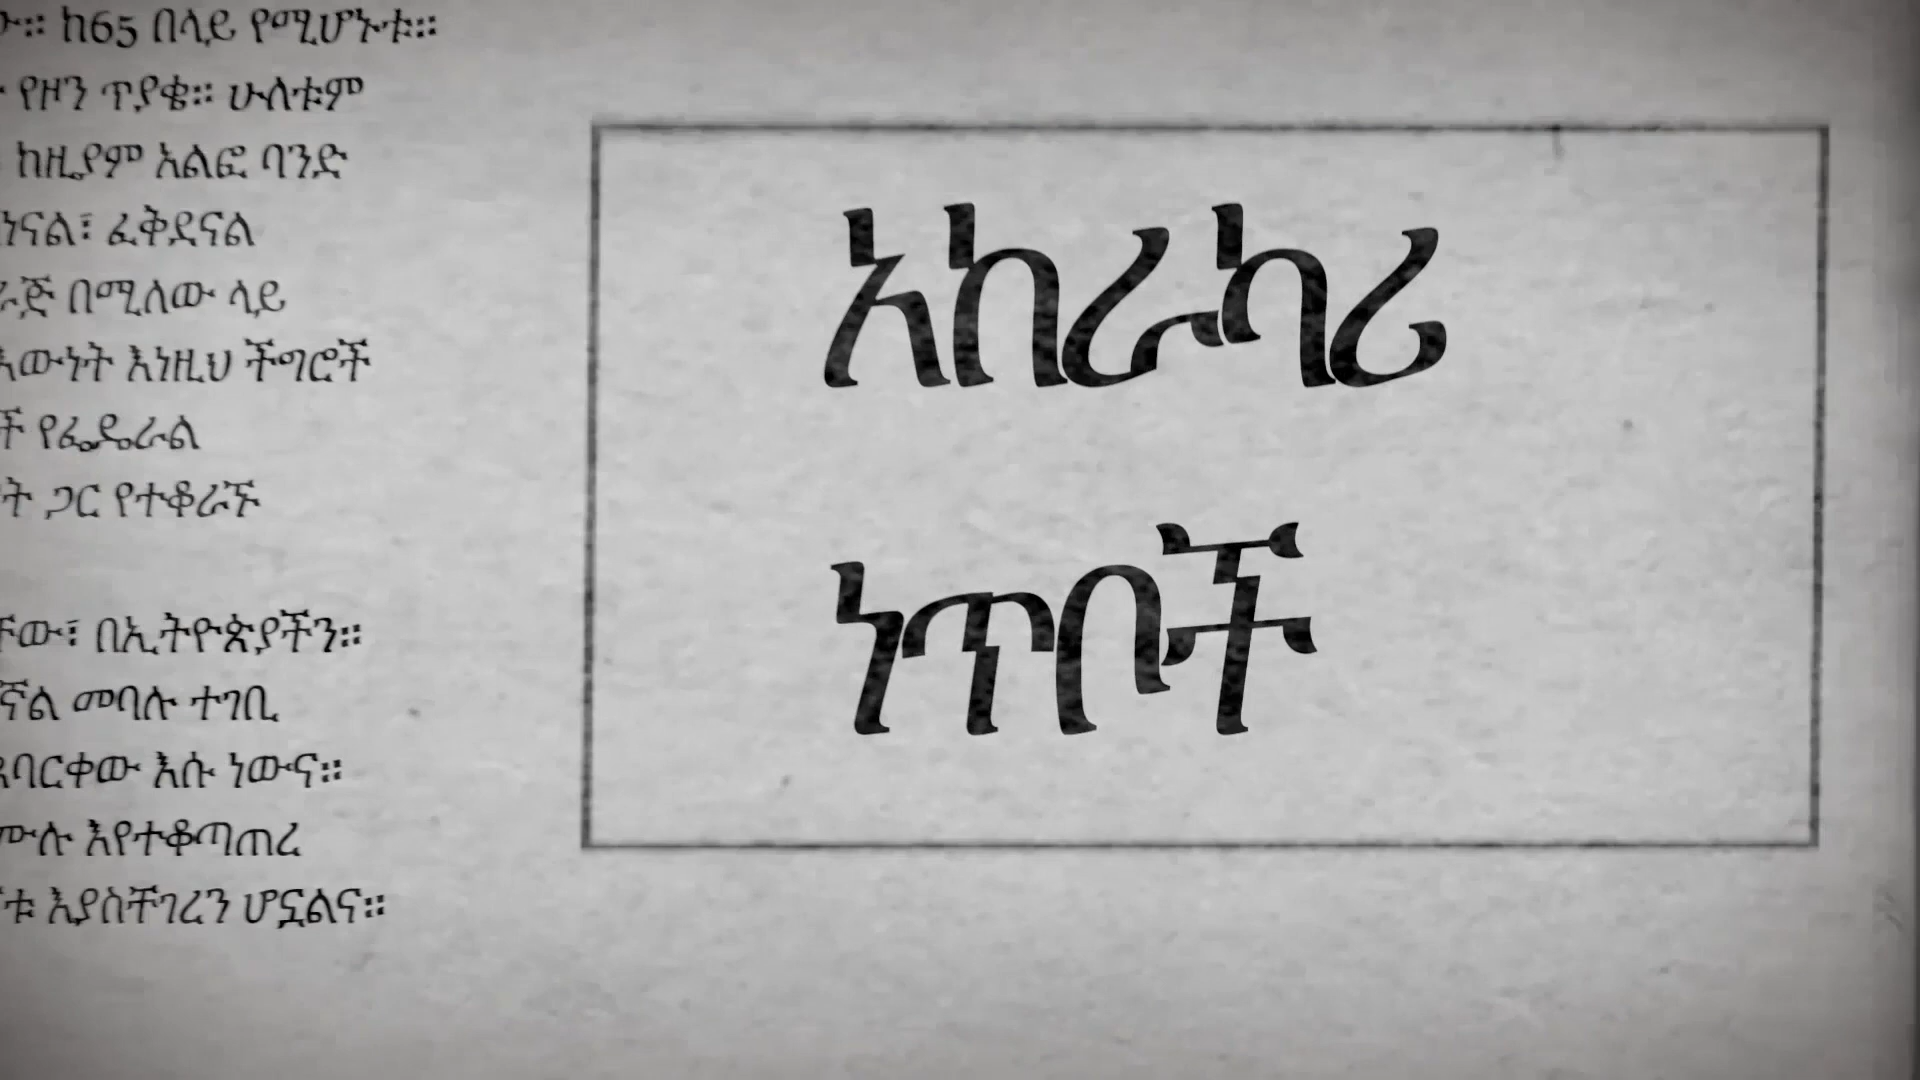 ከ65 በላይ የሚሆኑቱ።
የዞን ጥያቄ። ሁለቱም
ከዚያም አልፎ ባንድ
ፈቅደናል
በሚለው ላይ
እነዚህ ችግሮች
የፌዴራል
ጋር የተቆራኙ
በኢትዮጵያችን።
መባሉ ተገቢ
እሱ ነውና።
እየተቆጣጠረ
እያስቸገረን ሆኗልና።
አከራካሪ
ነጥቦች